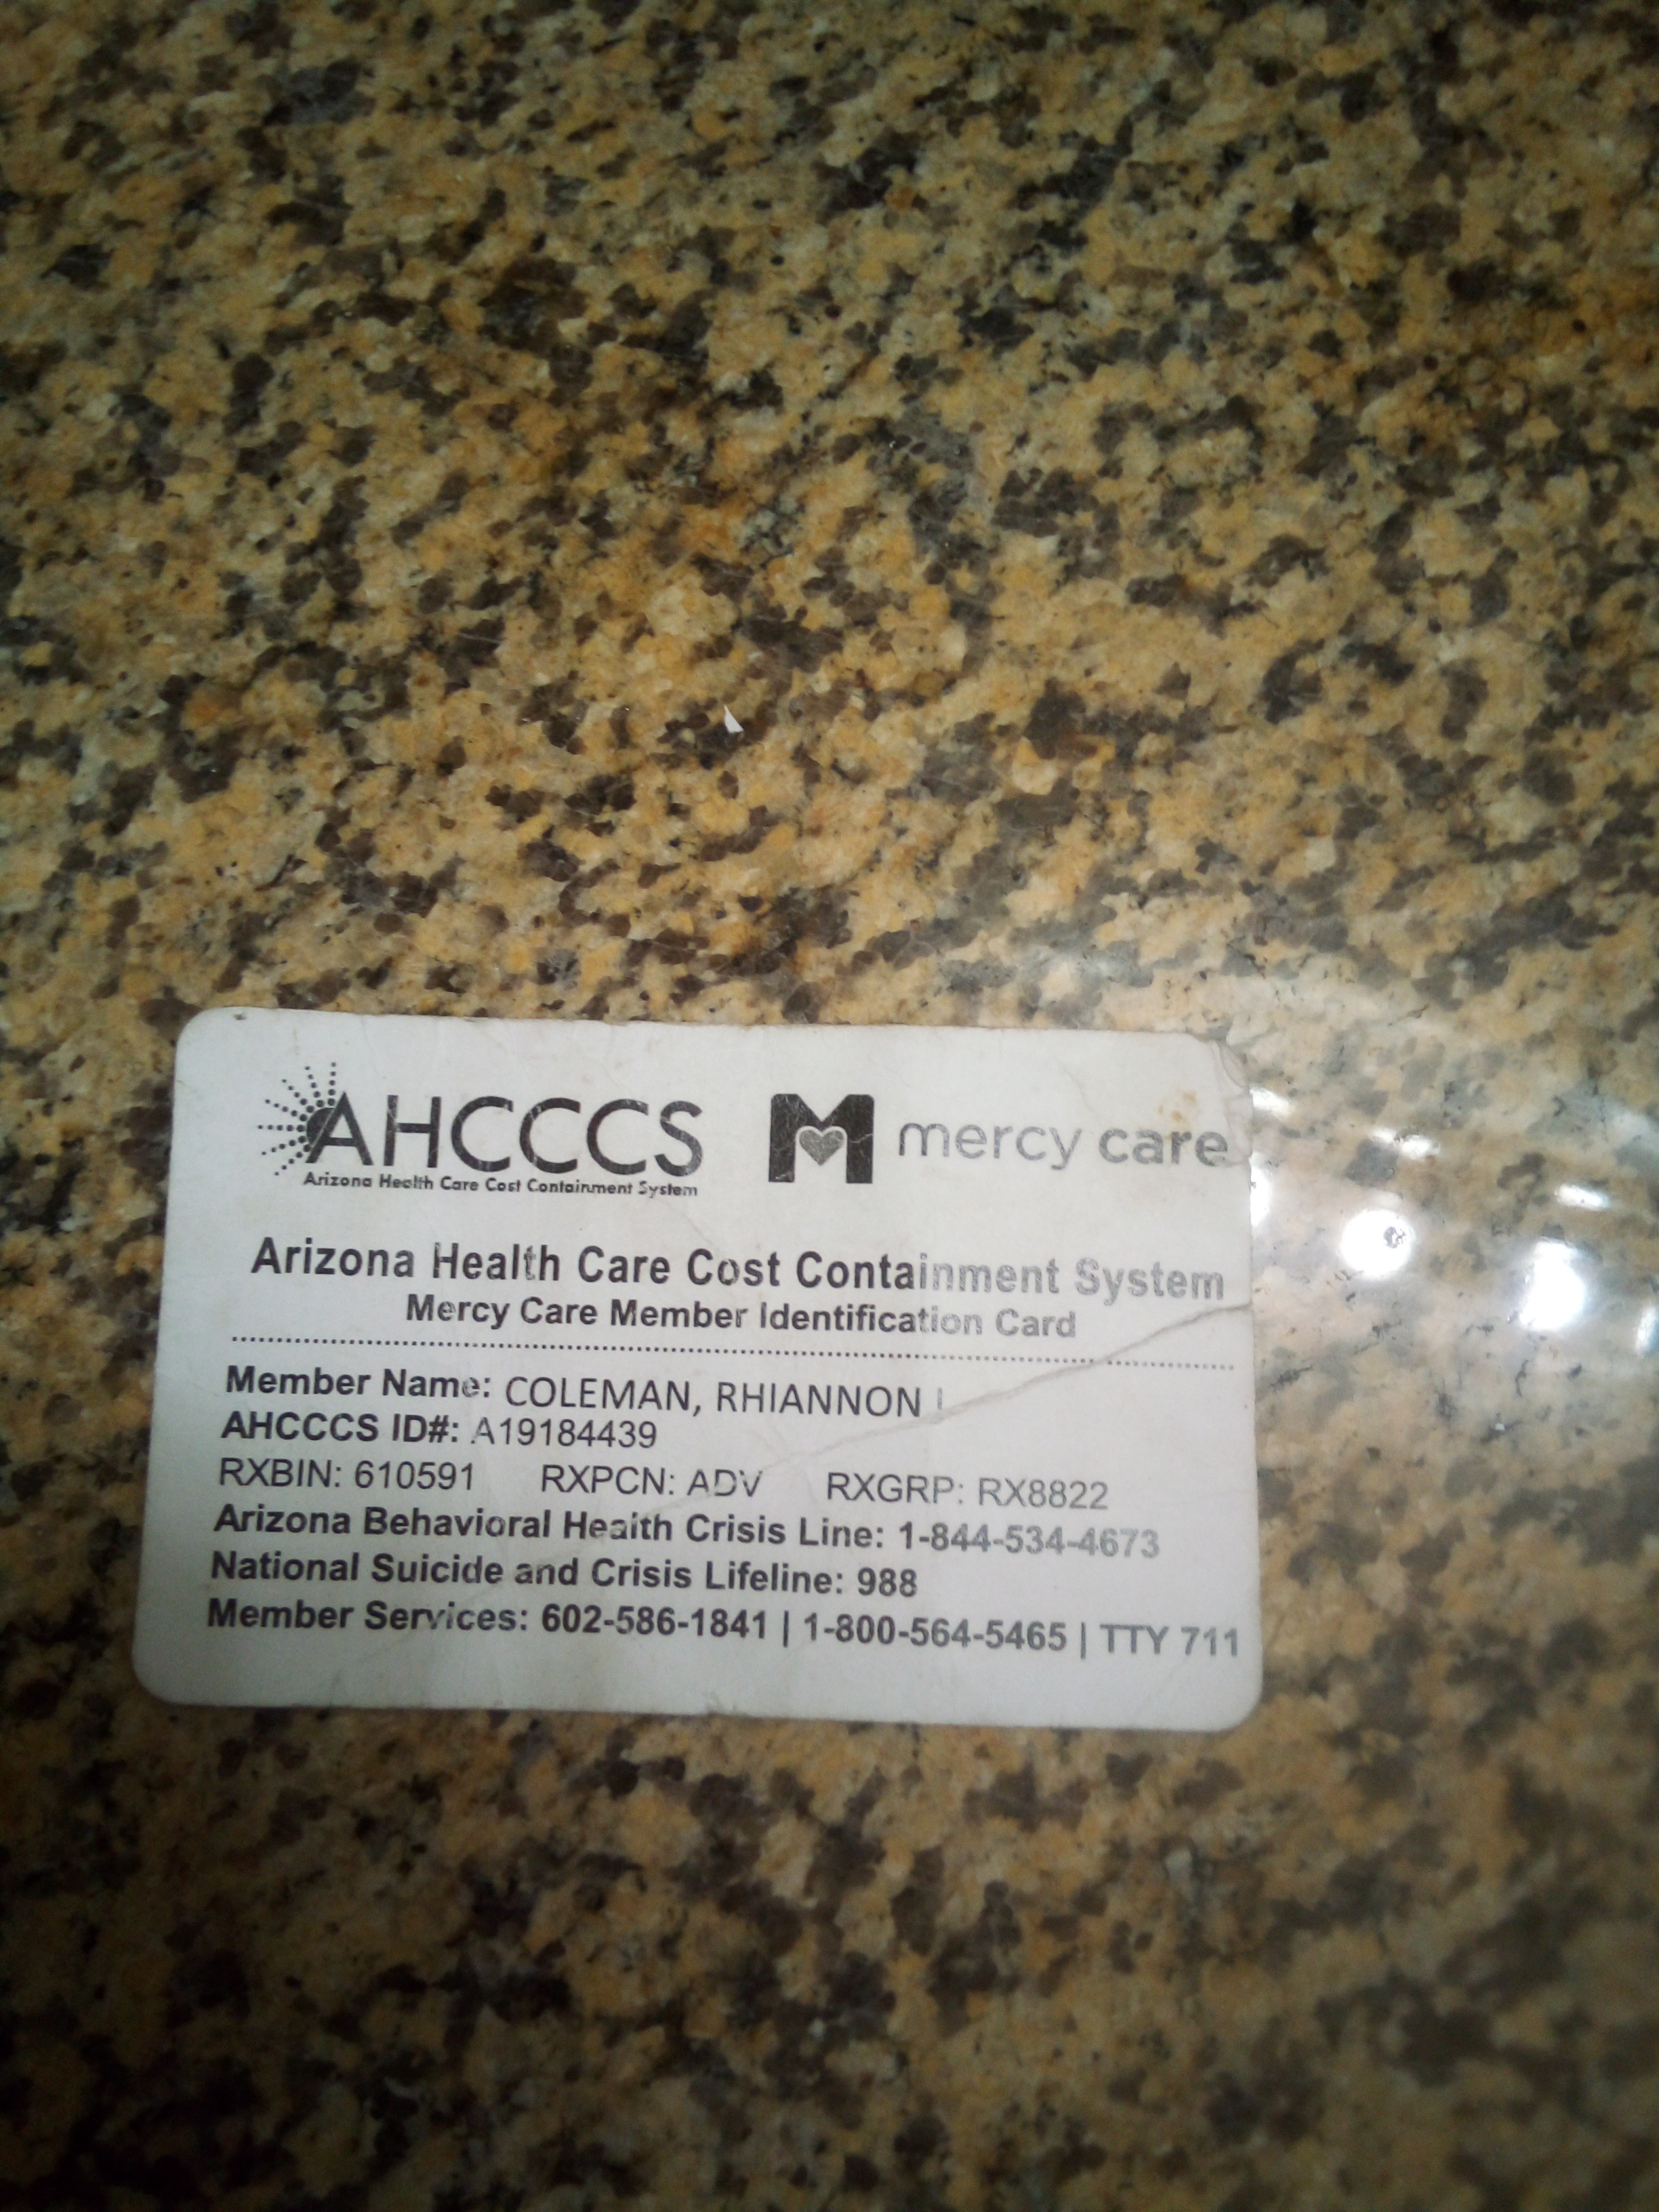 AHCCCS mercy care
Arizona Health Care Cost Containment System
Arizona Health Care Cost Containment System
Mercy Care Member Identification Card
Member Name: COLEMAN, RHIANNON
AHCCCS ID#: A19184439
RXBIN: 610591 RXPCN: ADV RXGRP: RX8822
Arizona Behavioral Health Crisis Line: 1-844-534-4673
National Suicide and Crisis Lifeline: 988
Member Services: 602-586-1841 | 1-800-564-5465 | TTY 711